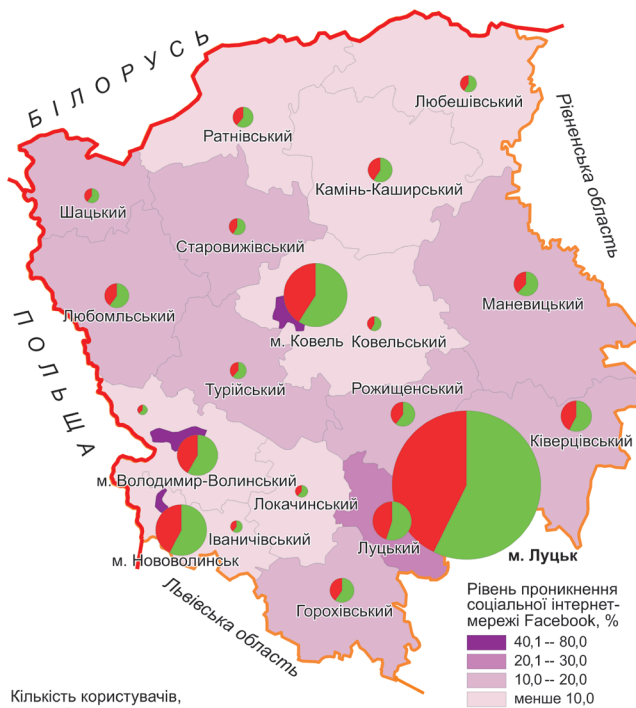 БІЛОРУСЬ
Любешівський
Ратнівський
Рівненська область
Камінь-Каширський
Шацький
Старовижівський
Маневицький
Любомльський
ПОЛЬЩА
м. Ковель
Ковельський
Турійський
Рожищенський
Ківерцівський
м. Володимир-Волинський
Локачинський
Іваничівський
Луцький
м. Луцьк
м. Нововолинськ
Львівська область
Горохівський
Рівень проникнення
соціальної інтернет-
мережі Facebook, %
40,1 -- 80,0
20,1 -- 30,0
10,0 -- 20,0
менше 10,0
Кількість користувачів,